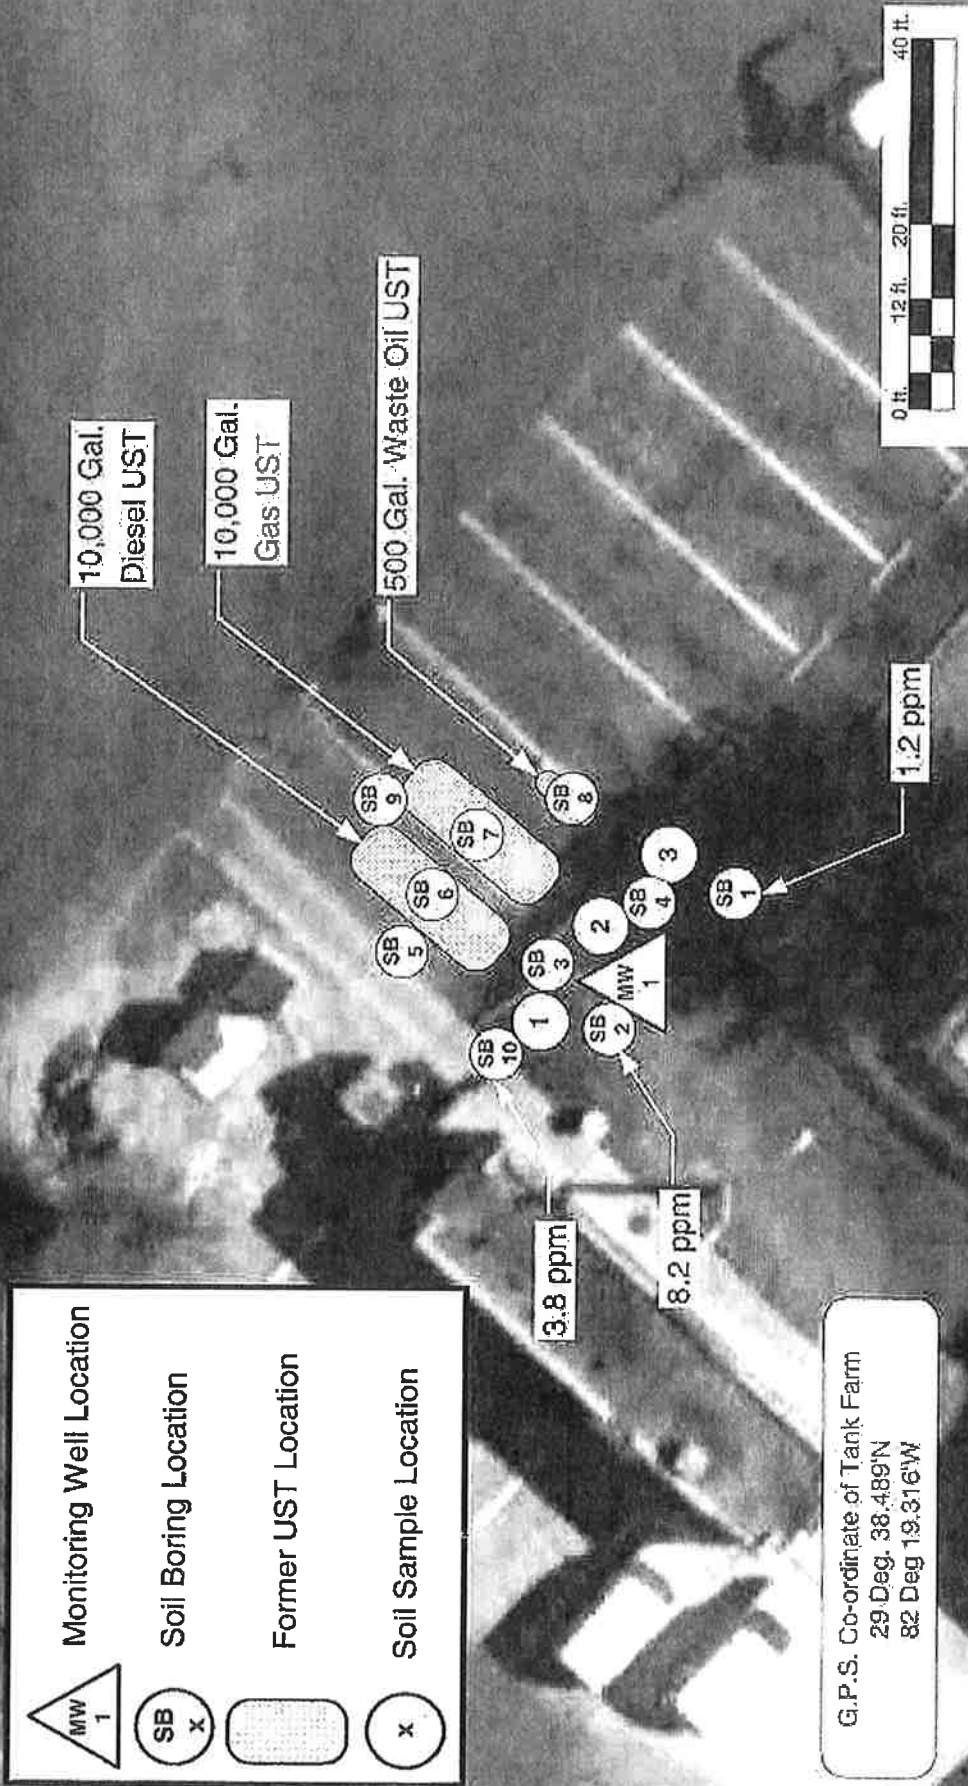 MW
1
Monitoring Well Location
SB
x
Soil Boring Location
Former UST Location
x
Soil Sample Location
10,000 Gal.
Diesel UST
10,000 Gal.
Gas UST
500 Gal. Waste Oil UST
SB
9
SB
7
SB
8
SB
6
SB
5
3
SB
4
2
SB
1
SB
3
MW
1
1
SB
2
SB
10
3.8 ppm
8.2 ppm
1.2 ppm
G.P.S. Co-ordinate of Tank Farm
29 Deg. 38.489'N
82 Deg 19.316'W
0 ft. 12 ft. 20 ft. 40 ft.